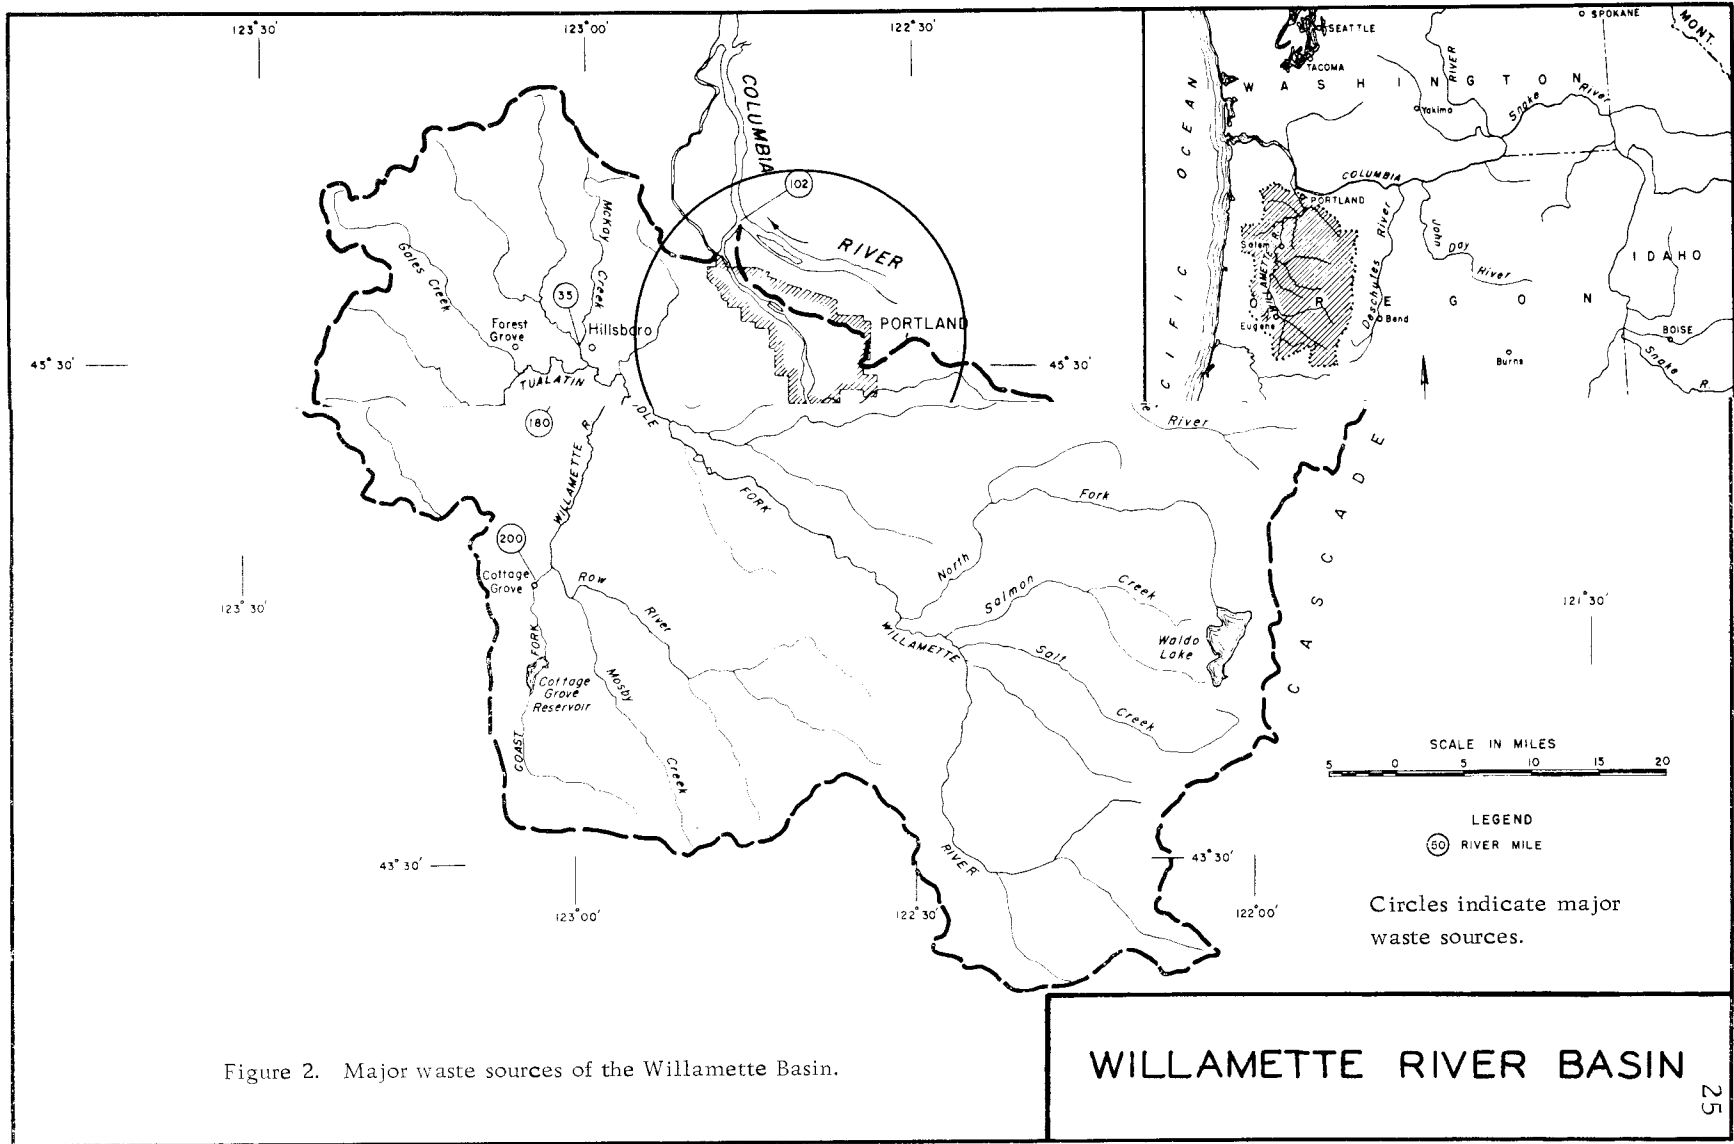 123° 30'
123° 00'
122° 30'
COLUMBIA
102
RIVER
PORTLAND
McKay
Creek
Gales
Creek
35
Forest
Grove
Hillsboro
45° 30'
TUALATIN
45° 30'
SPOKANE
MONT.
SEATTLE
TACOMA
WASHINGTON
RIVER
Yakima
Snake
River
PACIFIC OCEAN
COLUMBIA
PORTLAND
Salem
WILLAMETTE R.
Eugene
OREGON
Deschutes
River
Bend
John
Day
River
Burns
IDAHO
BOISE
Snake
R.
180
WILLAMETTE R
DLE
FORK
River
CASCADE
Fork
North
200
Cottage
Grove
Row
River
FORK
Cottage
Grove
Reservoir
COAST
Mosby
Creek
Salmon
Creek
WILLAMETTE
Salt
Creek
Waldo
Lake
RIVER
123° 30'
121° 30'
SCALE IN MILES
5 0 5 10 15 20
LEGEND
50 RIVER MILE
Circles indicate major
waste sources.
43° 30'
43° 30'
123° 00'
122° 30'
122° 00'
Figure 2. Major waste sources of the Willamette Basin.
WILLAMETTE RIVER BASIN
25